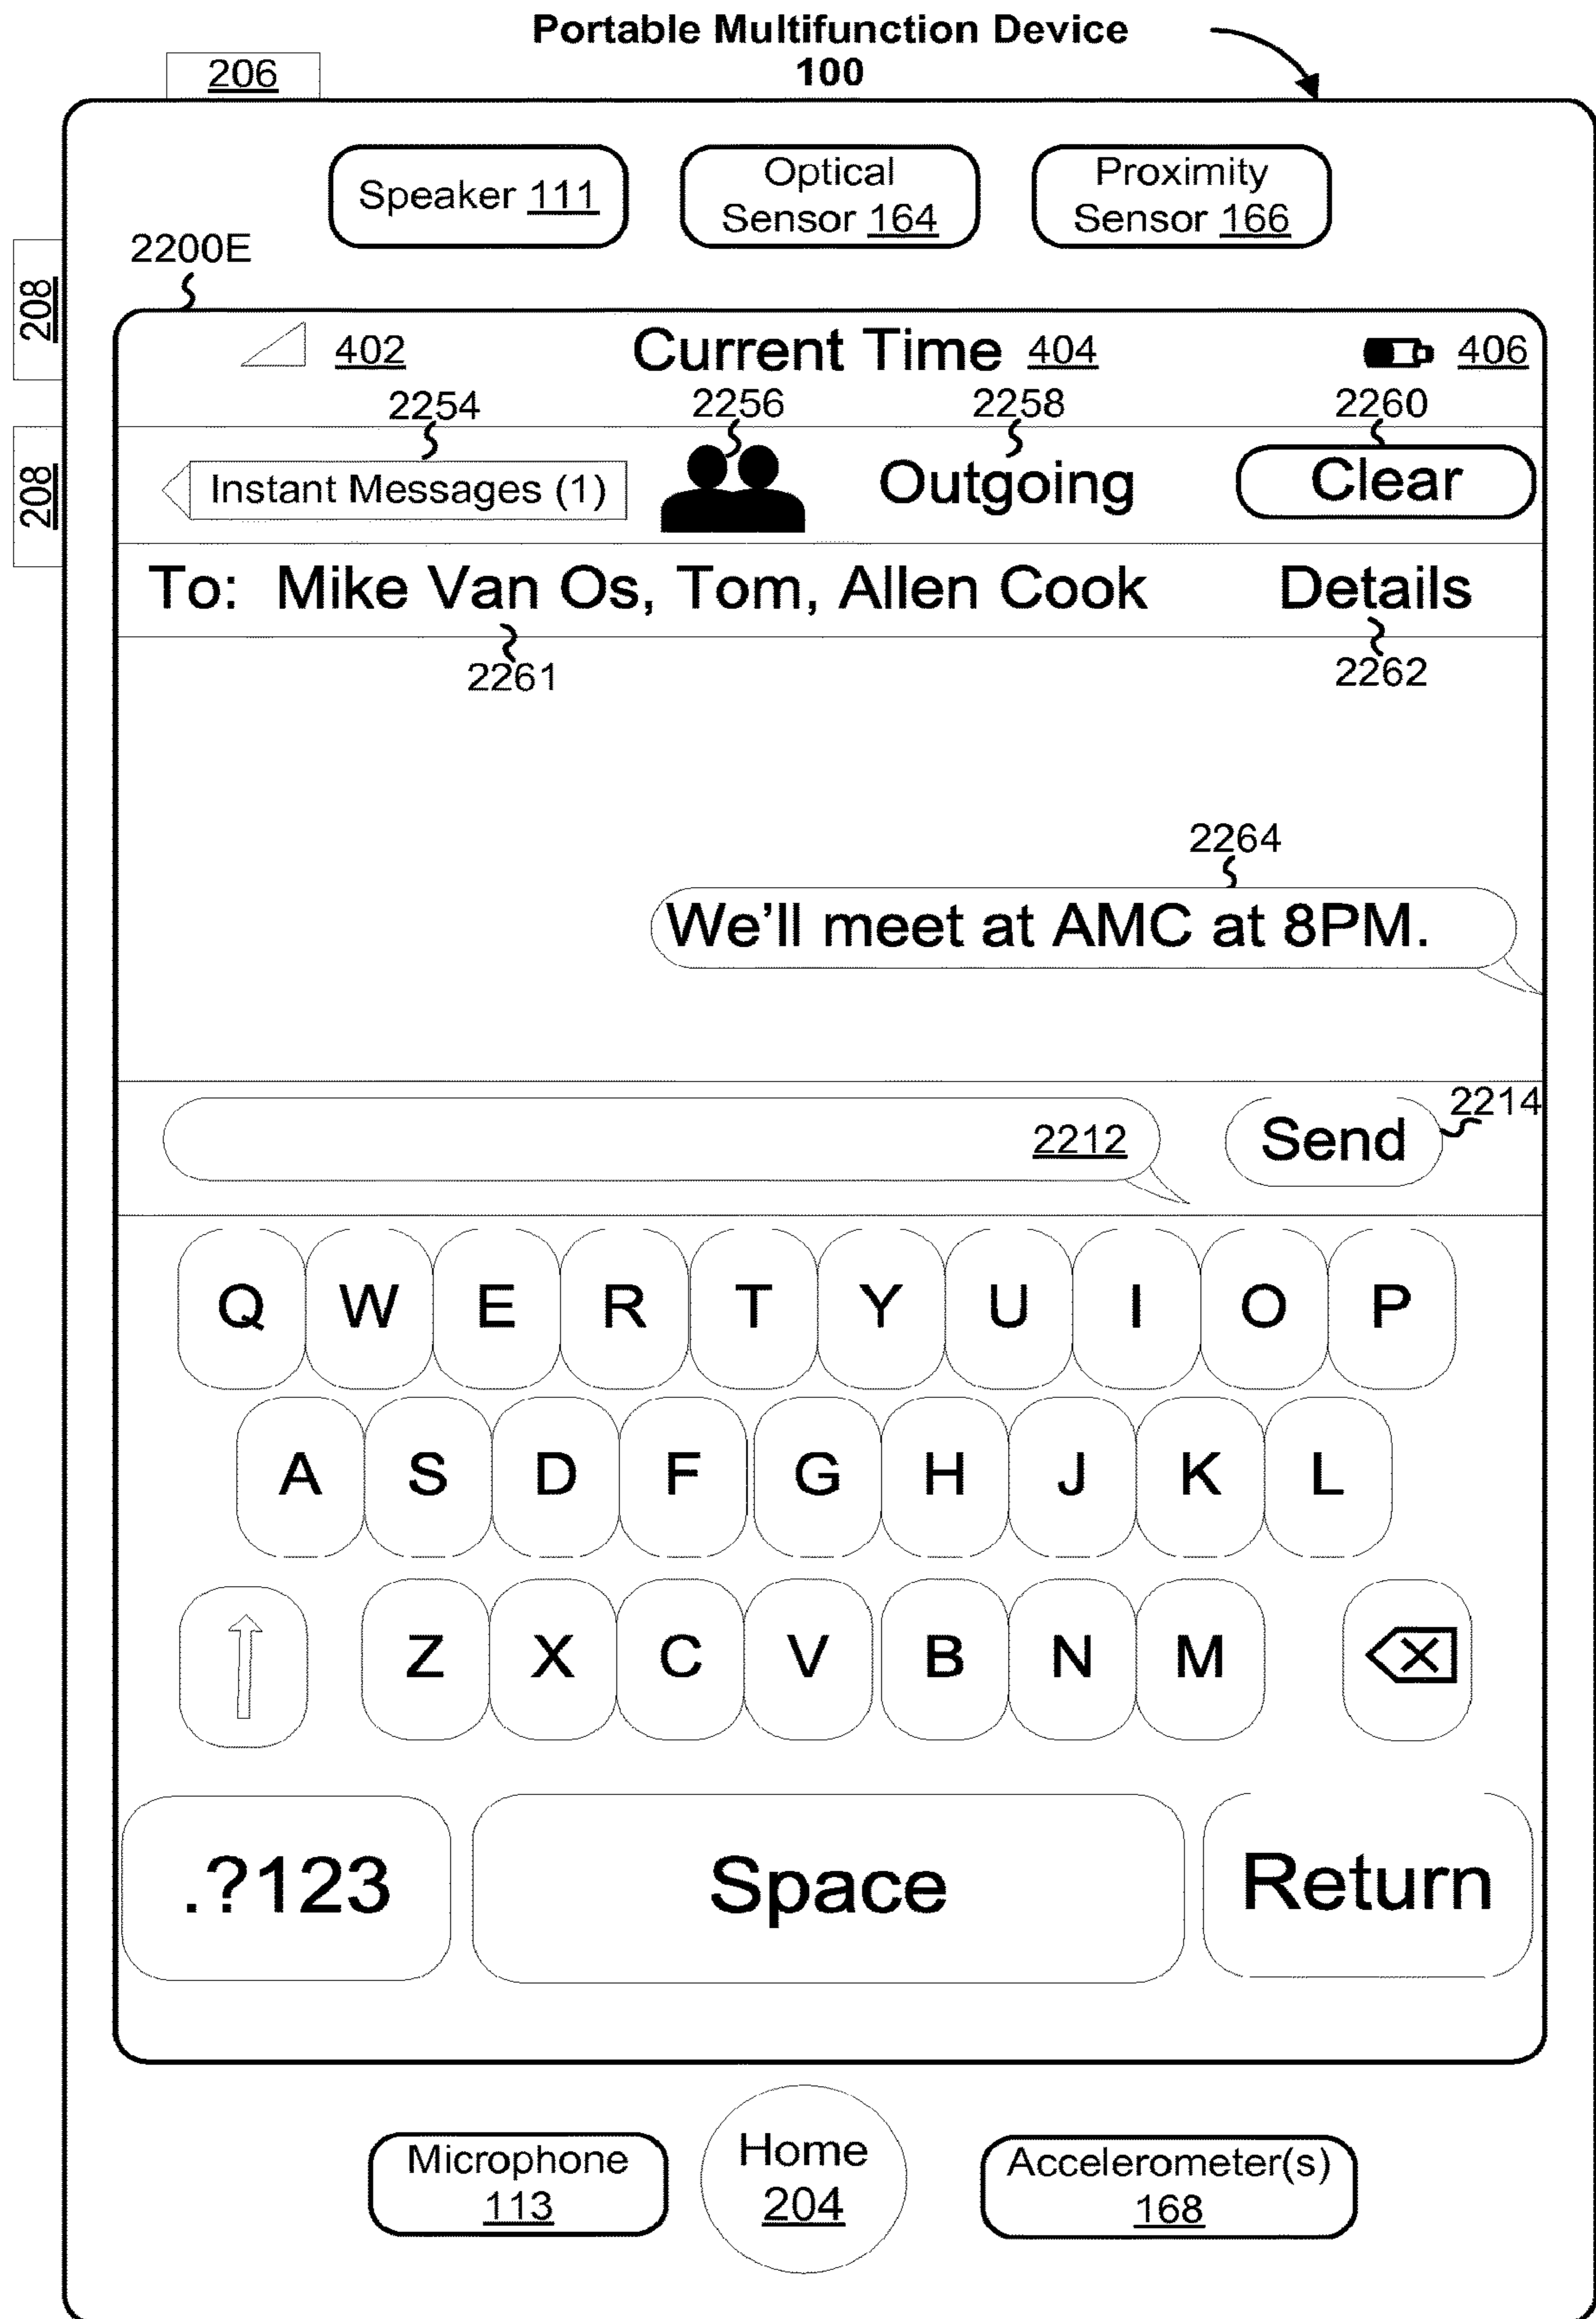 Portable Multifunction Device
100
206
Speaker 111
Optical
Sensor 164
Proximity
Sensor 166
2200E
208
208
402
Current Time 404
406
2254
2256
2258
2260
Instant Messages (1)
Outgoing
Clear
To: Mike Van Os, Tom, Allen Cook
Details
2261
2262
2264
We'll meet at AMC at 8PM.
2212
Send
2214
Q W E R T Y U I O P
A S D F G H J K L
Z X C V B N M
.?123
Space
Return
Microphone
113
Home
204
Accelerometer(s)
168